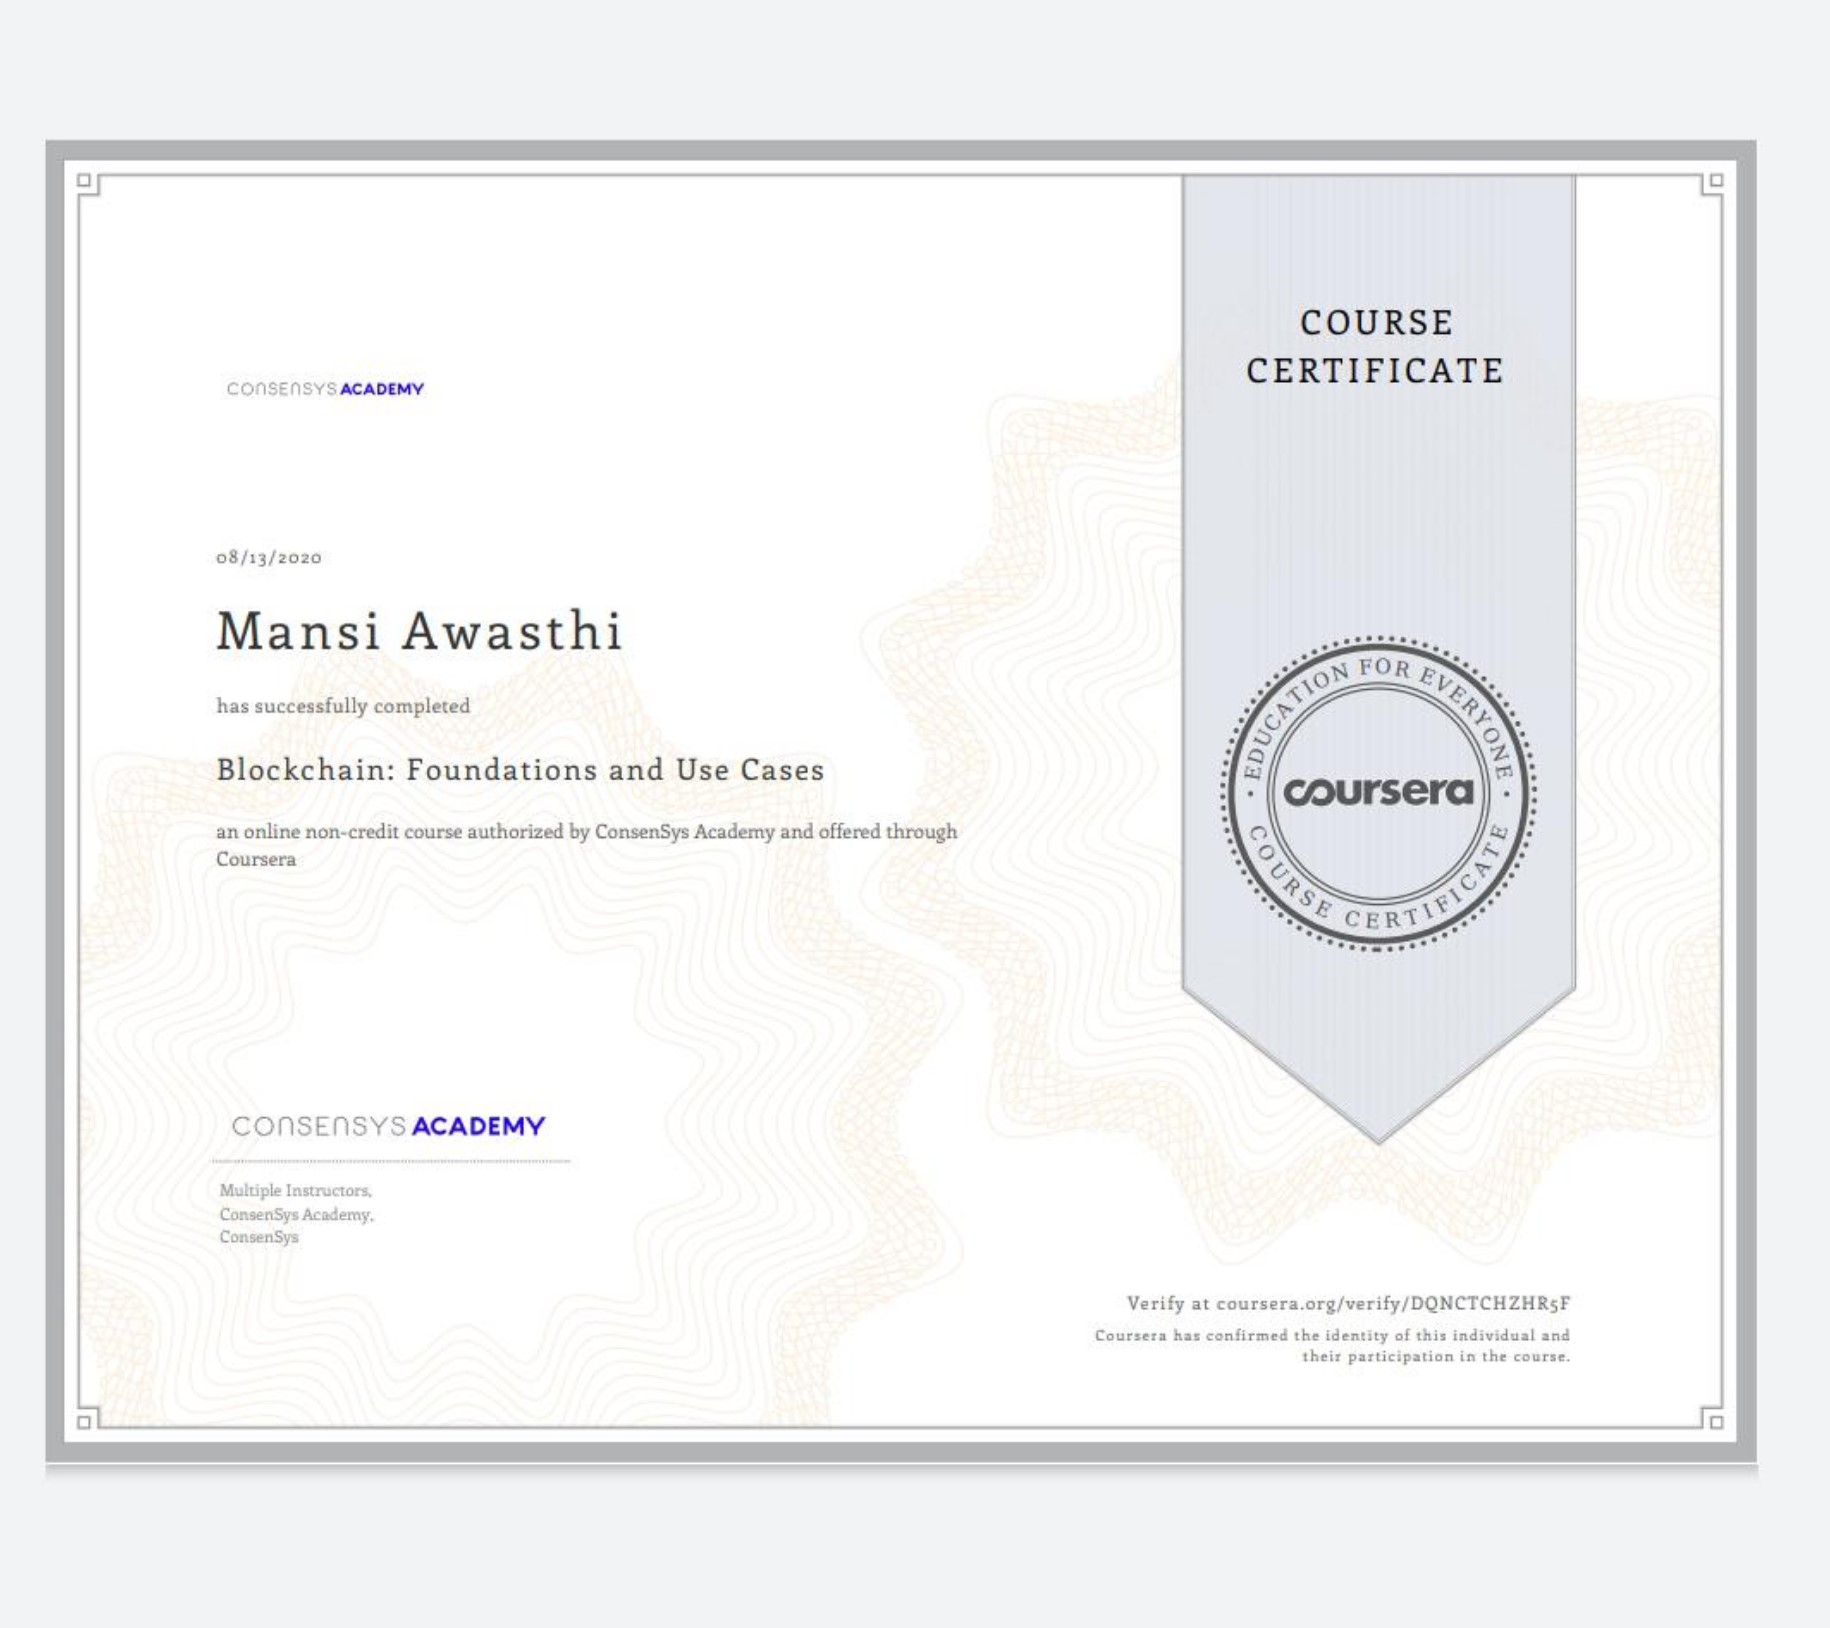 COURSE
CERTIFICATE
CONSENSYS ACADEMY
08/13/2020
Mansi Awasthi
has successfully completed
Blockchain: Foundations and Use Cases
an online non-credit course authorized by ConsenSys Academy and offered through
Coursera
EDUCATION FOR EVERYONE
coursera
COURSE CERTIFICATE
CONSENSYS ACADEMY
Multiple Instructors,
ConsenSys Academy,
ConsenSys
Verify at coursera.org/verify/DQNCTCHZHR5F
Coursera has confirmed the identity of this individual and
their participation in the course.